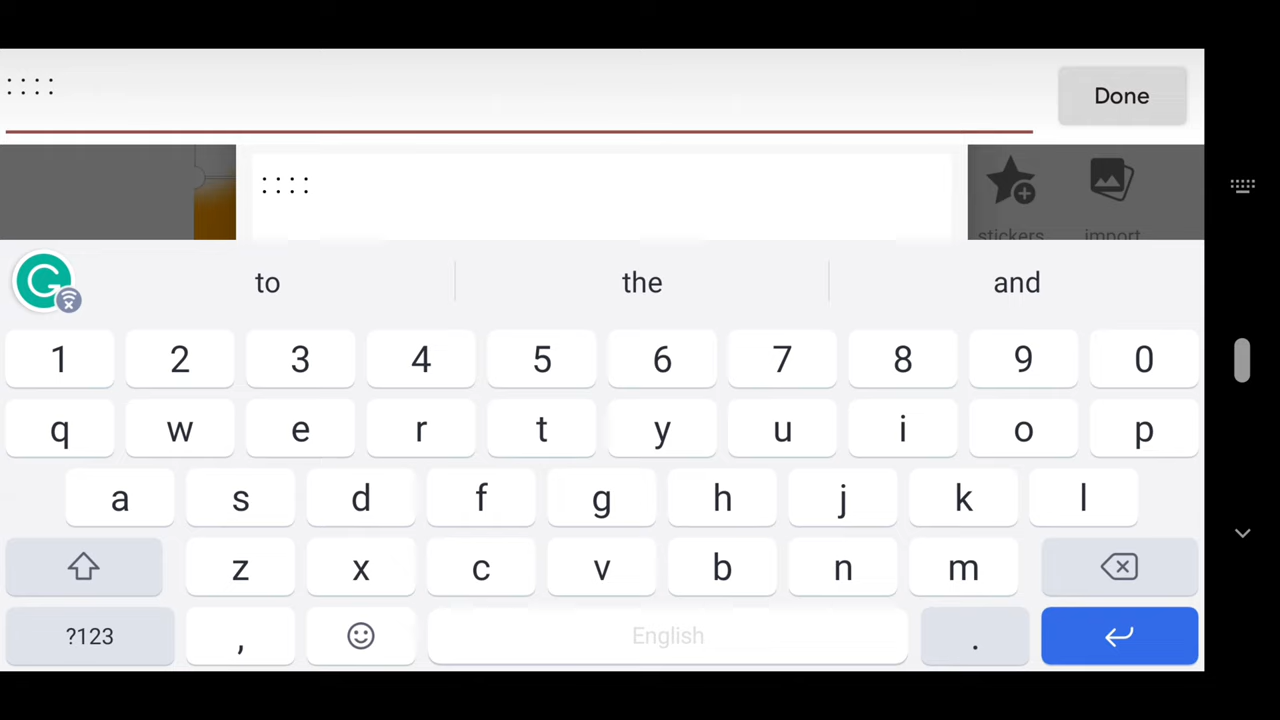 : : : :
Done
: : : :
stickers import
to the and
1 2 3 4 5 6 7 8 9 0
q w e r t y u i o p
a s d f g h j k l
z x c v b n m
?123 , English .